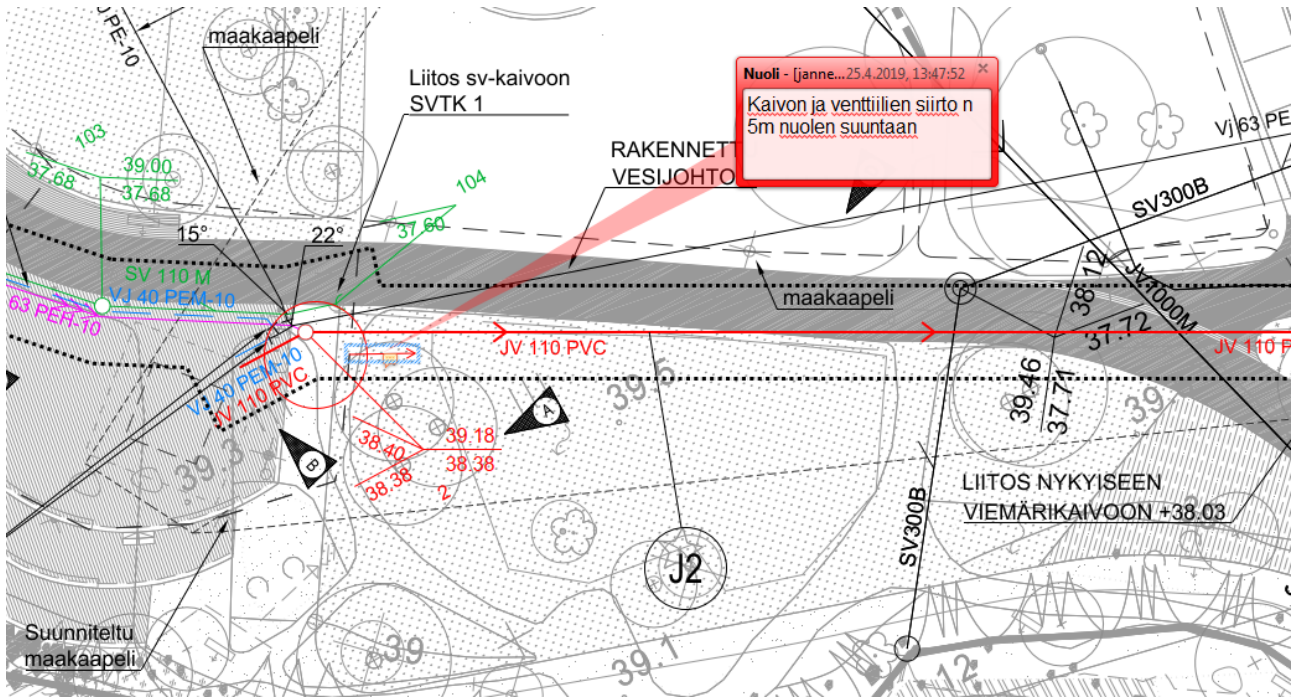 PE-10
maakaapeli
Liitos sv-kaivoon
SVTK 1
Nuoli - [janne...25.4.2019, 13:47:52
Kaivon ja venttiilien siirto n
5m nuolen suuntaan
Vj 63 PE
103
39.00
37.68
37.68
RAKENNETT
VESIJOHTO
104
37.60
SV300B
15°
22°
SV 110 M
VJ 40 PEM-10
63 PEH-10
maakaapeli
38.12
JV1000M
37.72
JV 110 PVC
JV 110 P
VJ 40 PEM-10
JV 110 PVC
39.5
39.46
37.71
39.
A
B
39.3
38.40
39.18
38.38
38.38
2
LIITOS NYKYISEEN
VIEMÄRIKAIVOON +38.03
SV300B
J2
Suunniteltu
maakaapeli
39
39.1
12